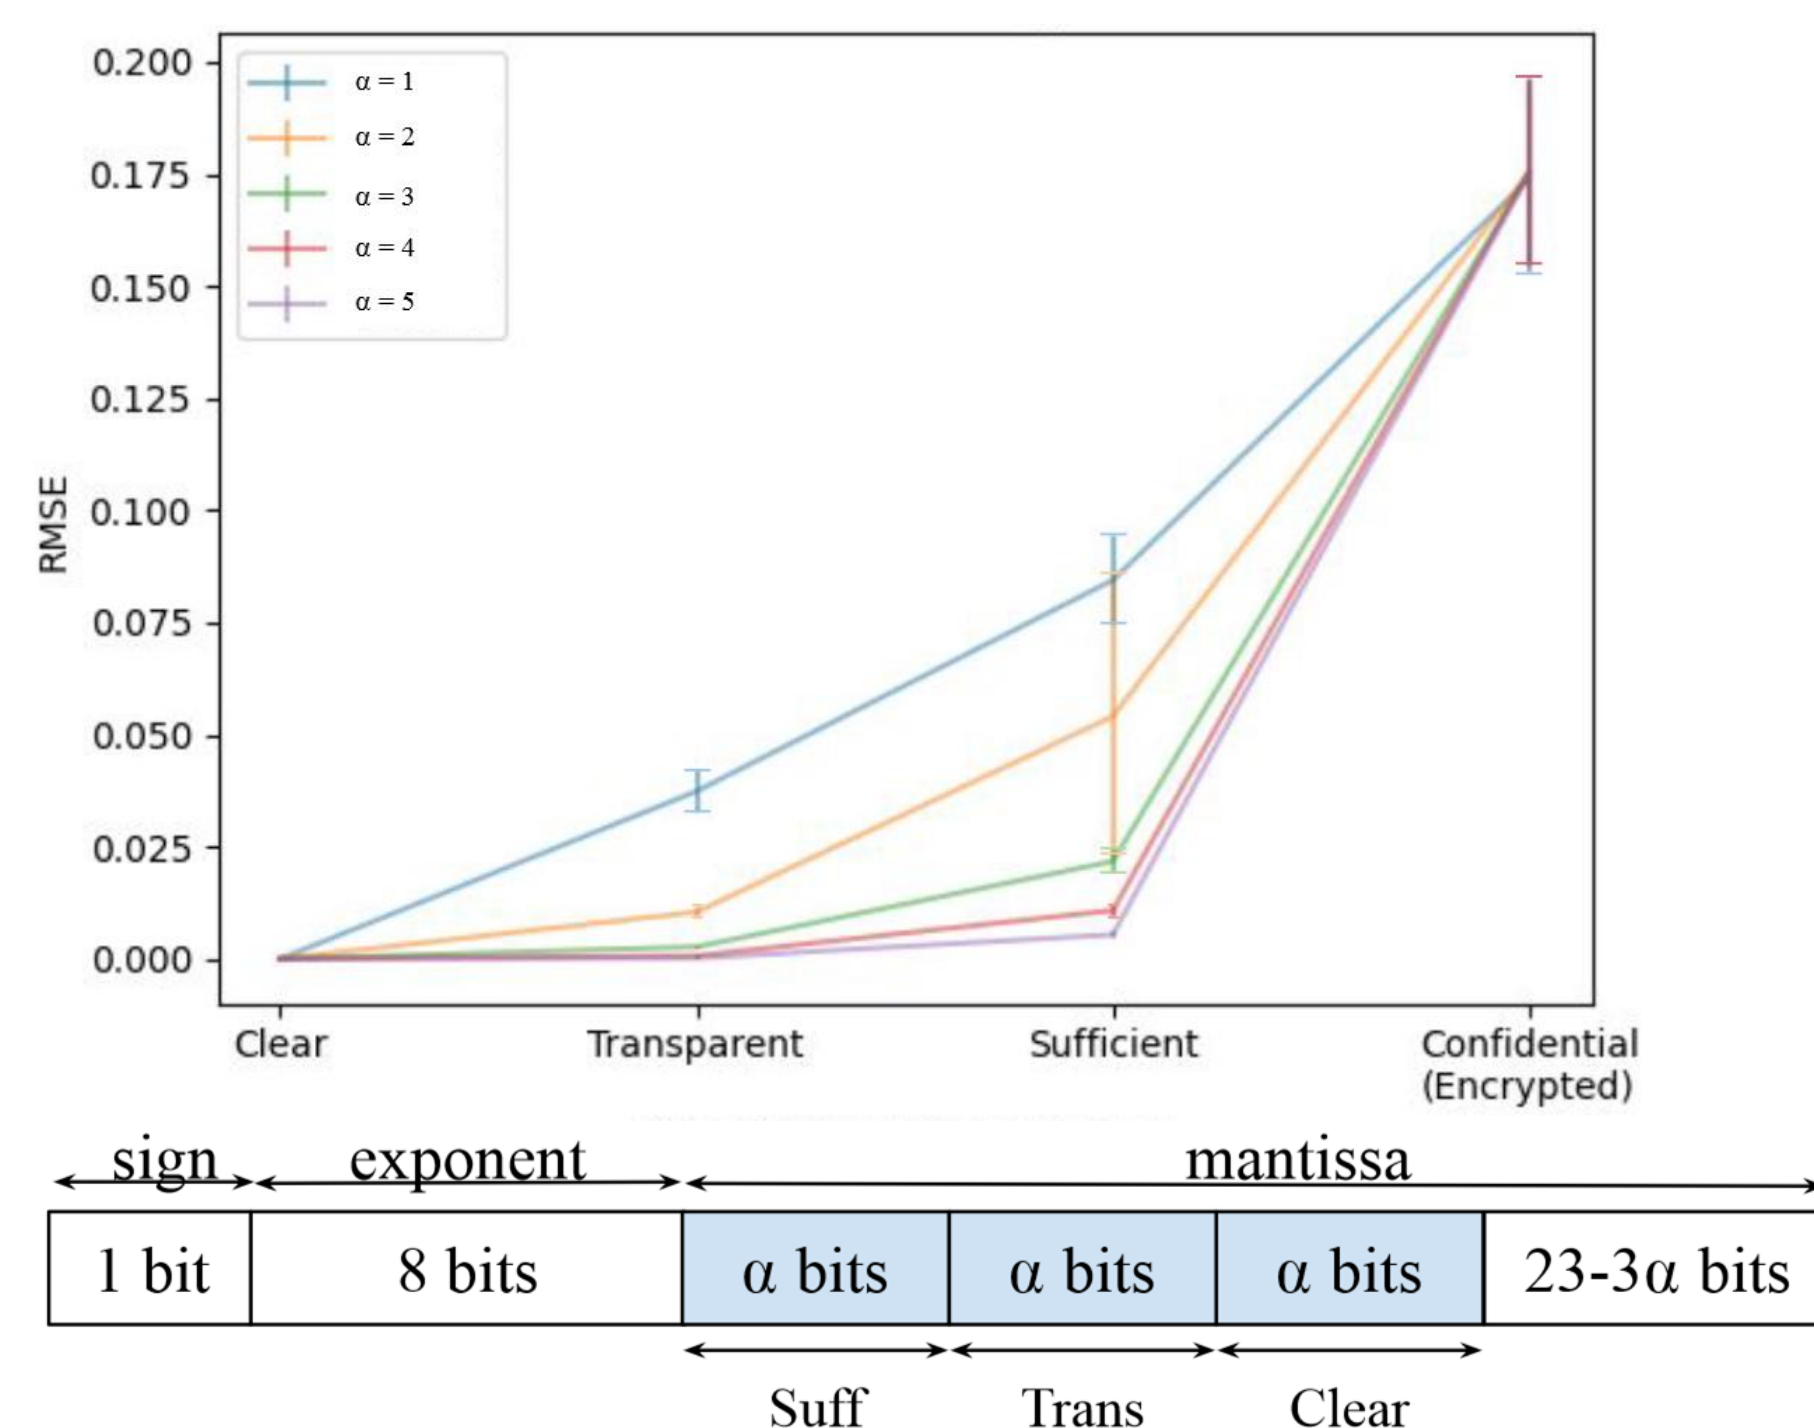 0.200
0.175
0.150
0.125
0.100
0.075
0.050
0.025
0.000
RMSE
α = 1
α = 2
α = 3
α = 4
α = 5
Clear
Transparent
Sufficient
Confidential
(Encrypted)
sign
exponent
mantissa
1 bit
8 bits
α bits
α bits
α bits
23-3α bits
Suff
Trans
Clear